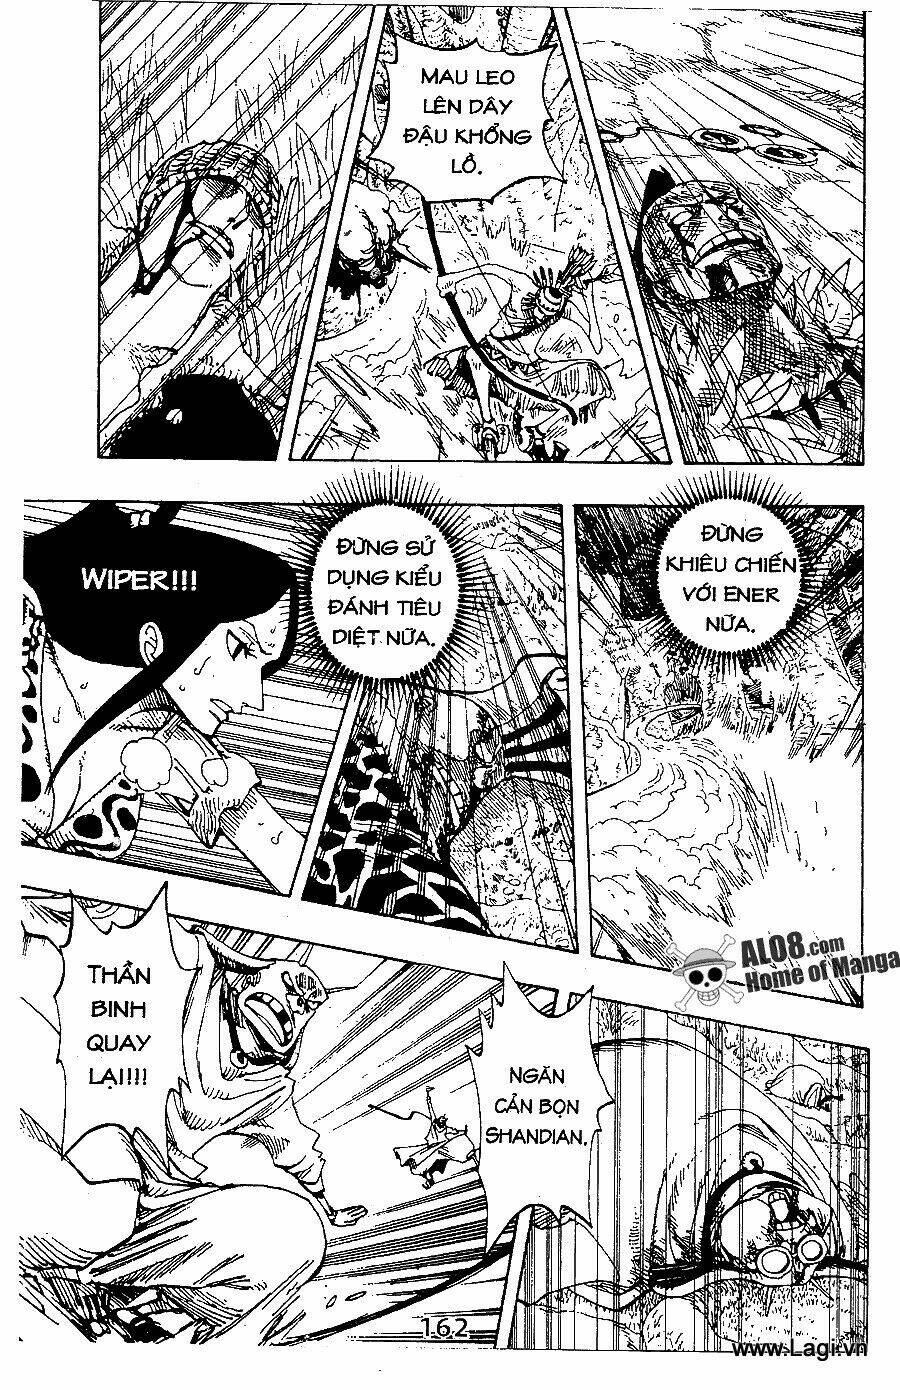 MAU LEO
LÊN DÂY
ĐẬU KHỔNG
LỒ.
ĐỪNG
KHIÊU CHIẾN
VỚI ENER
NỮA.
ĐỪNG SỬ
DỤNG KIỂU
ĐÁNH TIÊU
DIỆT NỮA.
WIPER!!!
NGĂN
CẢN BỌN
SHANDIAN.
THẦN
BINH
QUAY
LẠI!!!!
AL08.com
Home of Manga
162
www.Lagi.vn